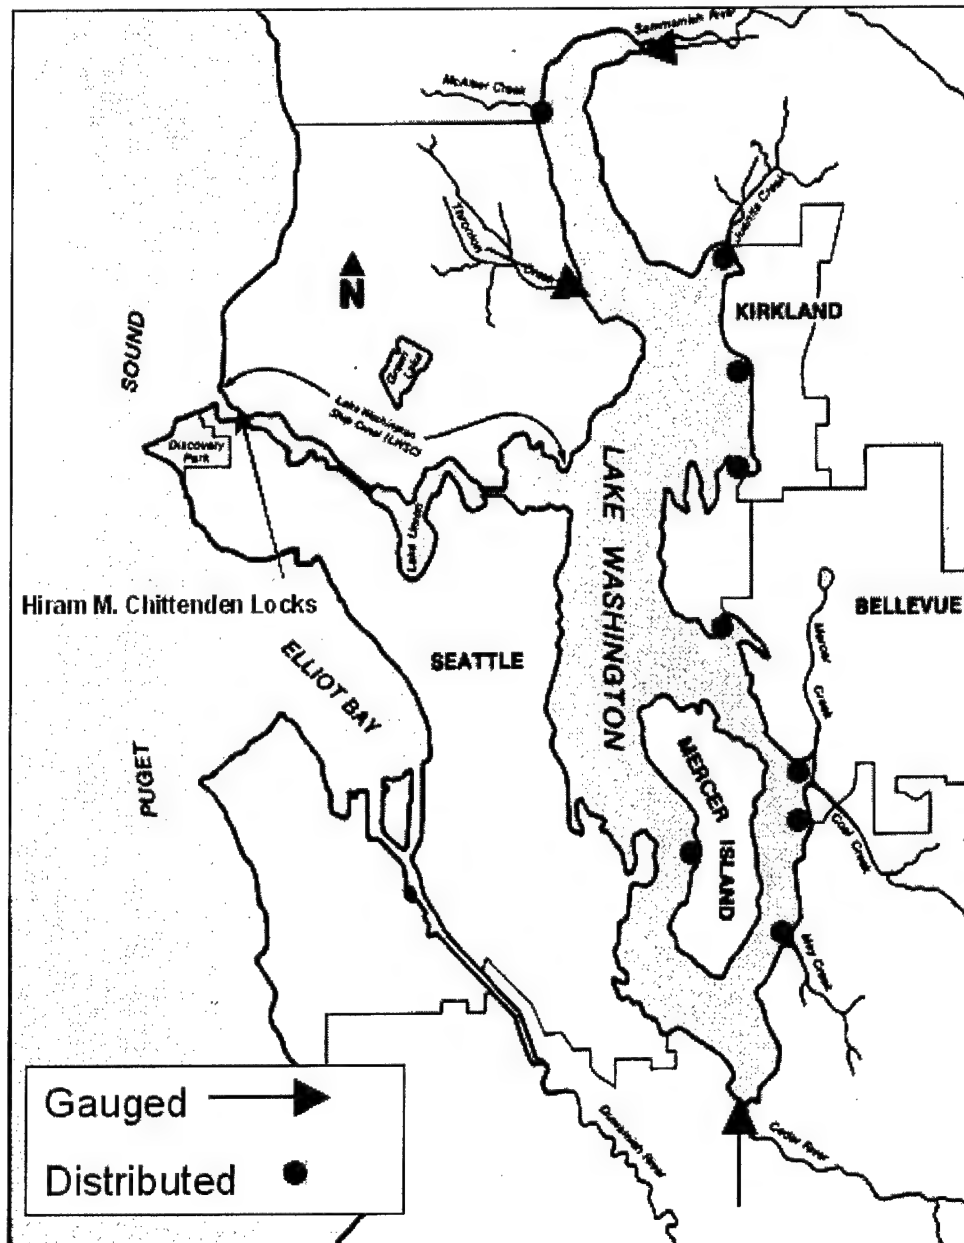 Sammamish River
McAleer Creek
Juanita Creek
Thornton
Creek
N
KIRKLAND
SOUND
Green
Lake
Lake Washington
Ship Canal (LWSC)
Discovery
Park
Lake Union
LAKE WASHINGTON
Hiram M. Chittenden Locks
BELLEVUE
Mercer
Creek
ELLIOT BAY
SEATTLE
PUGET
MERCER
ISLAND
Coal Creek
May Creek
Gauged
Distributed
Duwamish River
Cedar River